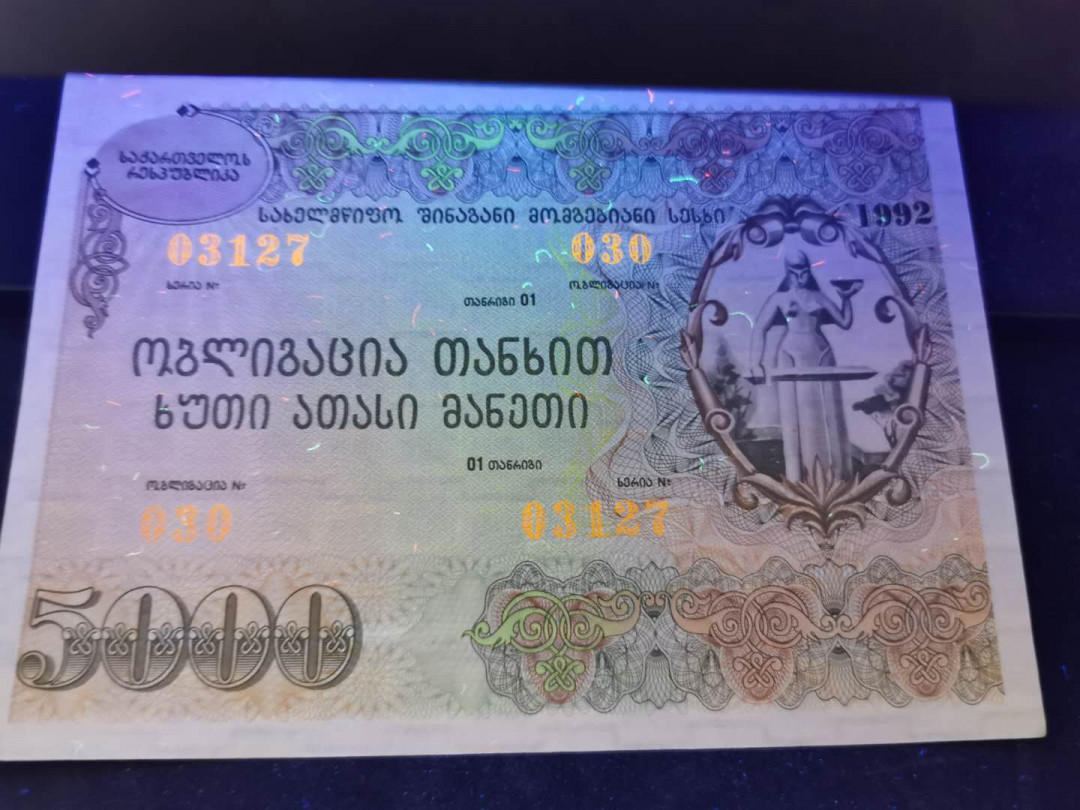 საქართველოს
რესპუბლიკა
სახელმწიფო შინაგანი მომგებიანი სესხი 1992
03127 030
სერია № ობლიგაცია №
თანრიგი 01
ობლიგაცია თანხით
ხუთი ათასი მანეთი
01 თანრიგი
ობლიგაცია № სერია №
030 03127
5000